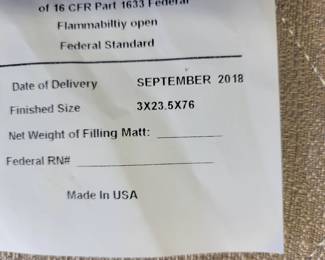 of 16 CFR Part 1633 Federal
Flammabiltiy open
Federal Standard
Date of Delivery SEPTEMBER 2018
Finished Size 3X23.5X76
Net Weight of Filling Matt:
Federal RN#
Made In USA